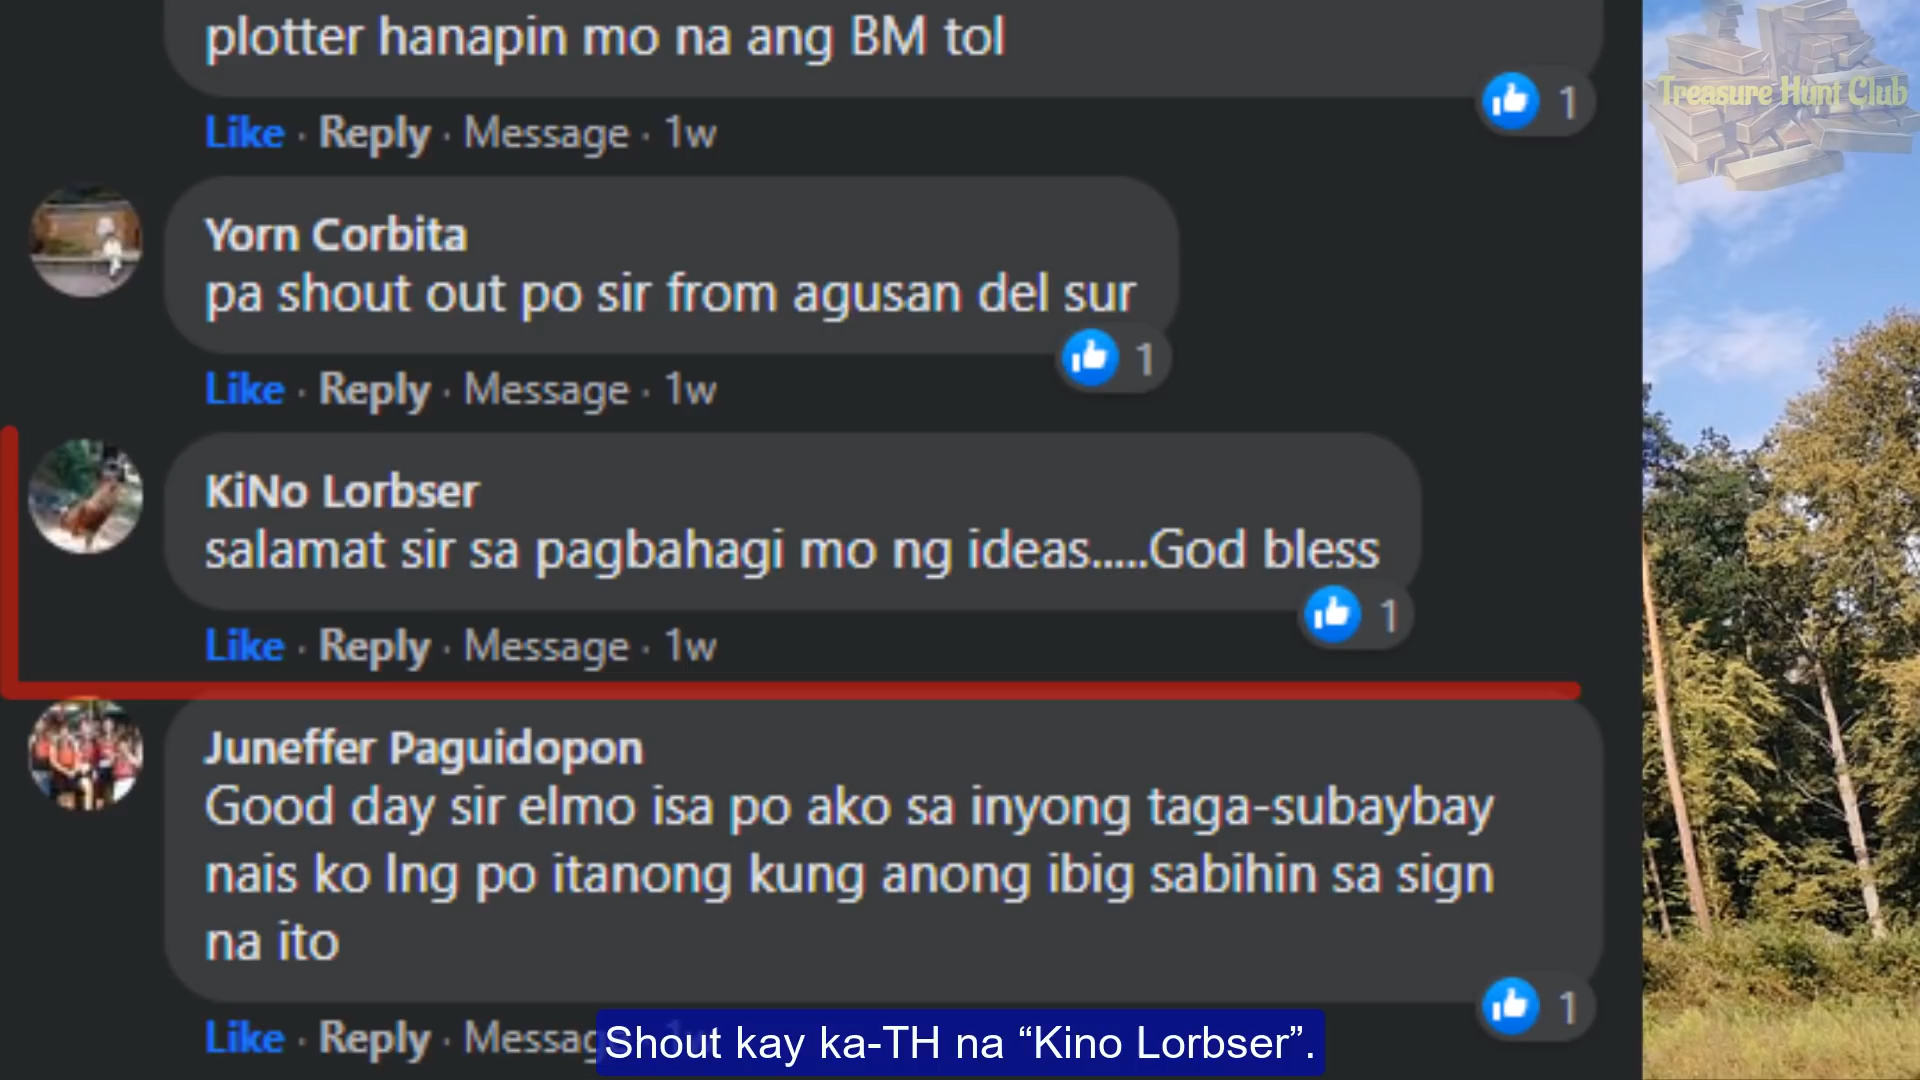 plotter hanapin mo na ang BM tol
1
Like · Reply · Message · 1w
Treasure Hunt Club
Yorn Corbita
pa shout out po sir from agusan del sur
1
Like · Reply · Message · 1w
KiNo Lorbser
salamat sir sa pagbahagi mo ng ideas.....God bless
1
Like · Reply · Message · 1w
Juneffer Paguidopon
Good day sir elmo isa po ako sa inyong taga-subaybay
nais ko lng po itanong kung anong ibig sabihin sa sign
na ito
1
Like · Reply ·
Shout kay ka-TH na “Kino Lorbser”.